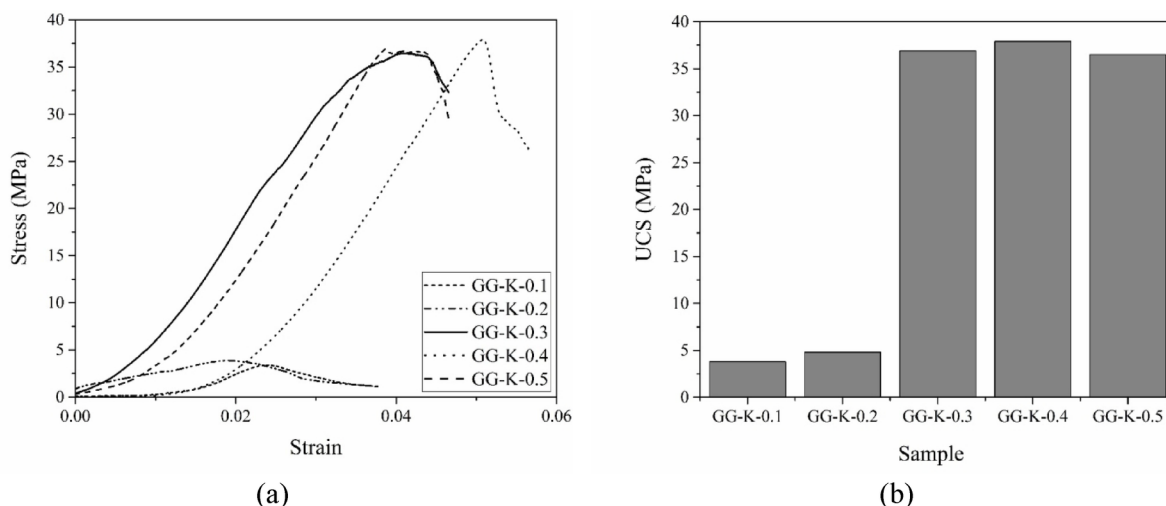 40
35
30
25
20
15
10
5
0
Stress (MPa)
0.00 0.02 0.04 0.06
Strain
GG-K-0.1
GG-K-0.2
GG-K-0.3
GG-K-0.4
GG-K-0.5
(a)
40
35
30
25
20
15
10
5
0
UCS (MPa)
GG-K-0.1 GG-K-0.2 GG-K-0.3 GG-K-0.4 GG-K-0.5
Sample
(b)